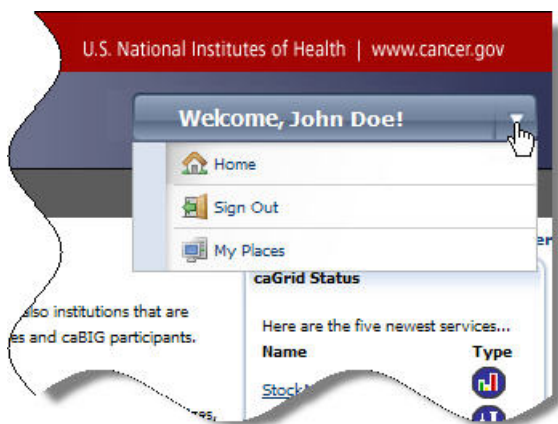 U.S. National Institutes of Health | www.cancer.gov
Welcome, John Doe!
Home
Sign Out
My Places
er
caGrid Status
also institutions that are
es and caBIG participants.
Here are the five newest services...
Name Type